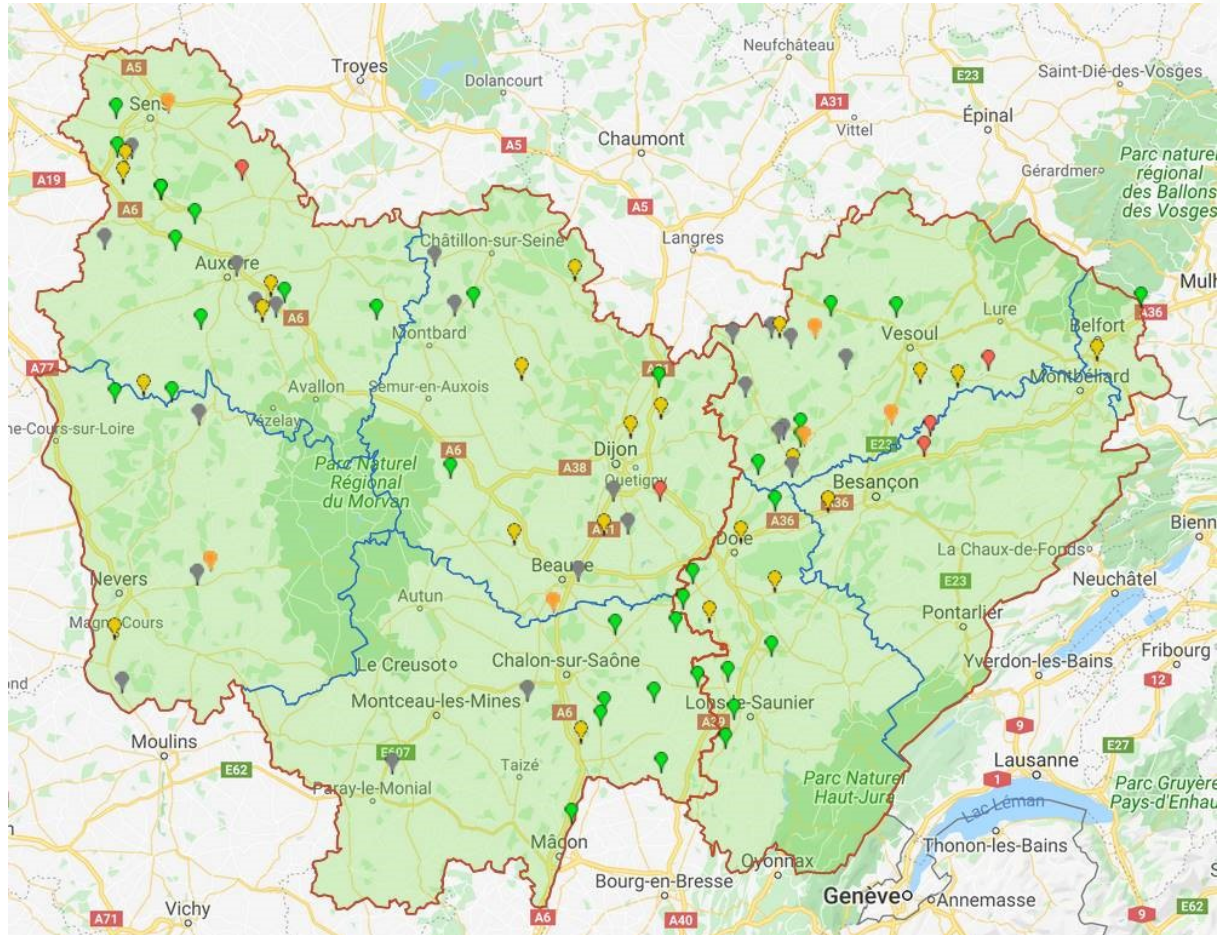 Neufchâteau
A5
Troyes
Dolancourt
E23
Saint-Dié-des-Vosges
A31
Sens
Vittel
Épinal
Chaumont
A5
Parc naturel
régional
des Ballons
des Vosges
Gérardmer
A19
A6
A5
Langres
Châtillon-sur-Seine
Auxerre
Lure
A36
A6
Montbard
Vesoul
Belfort
A77
Avallon
Semur-en-Auxois
Montbéliard
Vézelay
ne-Cours-sur-Loire
Parc Naturel
Régional
du Morvan
A6
Dijon
A38
Quetigny
E23
Besançon
A36
A36
Dole
Bienn
La Chaux-de-Fonds
Nevers
Beaune
E23
Neuchâtel
Autun
Magny-Cours
Pontarlier
Le Creusot
Chalon-sur-Saône
Yverdon-les-Bains
Fribourg
ond
12
Montceau-les-Mines
A6
A39
Lons-le-Saunier
9
Moulins
E62
E607
Taizé
Lausanne
E27
Paray-le-Monial
Parc Naturel
Haut-Jura
1
Parc Gruyère
Pays-d'Enhau
Lac Léman
Mâcon
Thonon-les-Bains
Oyonnax
Bourg-en-Bresse
Genève
Annemasse
A71
Vichy
A6
A40
9
E62